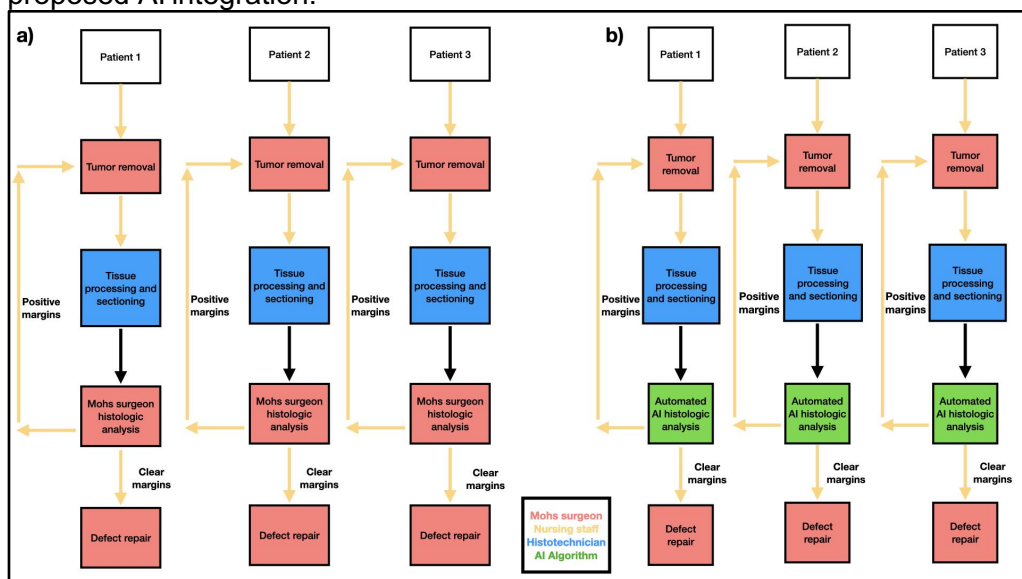 proposed AI integration.
a)
Patient 1
Patient 2
Patient 3
Tumor removal
Tumor removal
Tumor removal
Tissue
processing and
sectioning
Tissue
processing and
sectioning
Tissue
processing and
sectioning
Positive
margins
Positive
margins
Positive
margins
Mohs surgeon
histologic
analysis
Mohs surgeon
histologic
analysis
Mohs surgeon
histologic
analysis
Clear
margins
Clear
margins
Clear
margins
Defect repair
Defect repair
Defect repair
b)
Patient 1
Patient 2
Patient 3
Tumor
removal
Tumor
removal
Tumor
removal
Tissue
processing
and sectioning
Tissue
processing
and sectioning
Tissue
processing
and sectioning
Positive
margins
Positive
margins
Positive
margins
Automated
AI histologic
analysis
Automated
AI histologic
analysis
Automated
AI histologic
analysis
Clear
margins
Clear
margins
Clear
margins
Defect
repair
Defect
repair
Defect
repair
Mohs surgeon
Nursing staff
Histotechnician
AI Algorithm